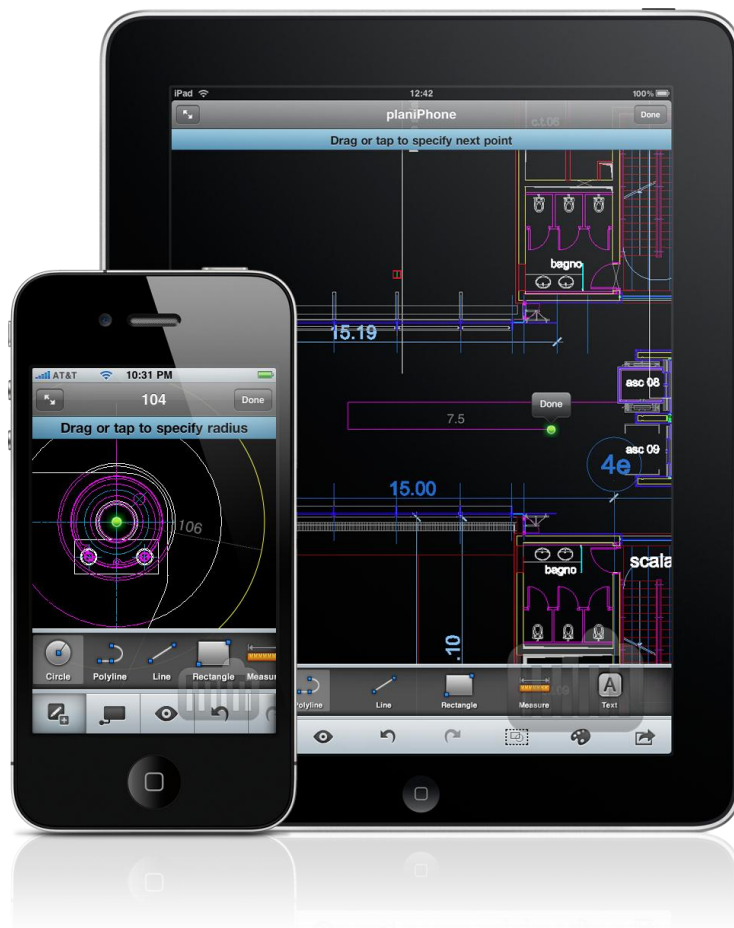 iPad
12:42
100%
planiPhone
Done
Drag or tap to specify next point
c.t.06
bagno
15.19
asc 08
Done
7.5
asc 09
4e
15.00
bagno
scala
.10
Polyline
Line
Rectangle
Measure
Text
AT&T
10:31 PM
104
Done
Drag or tap to specify radius
106
Circle
Polyline
Line
Rectangle
Measur